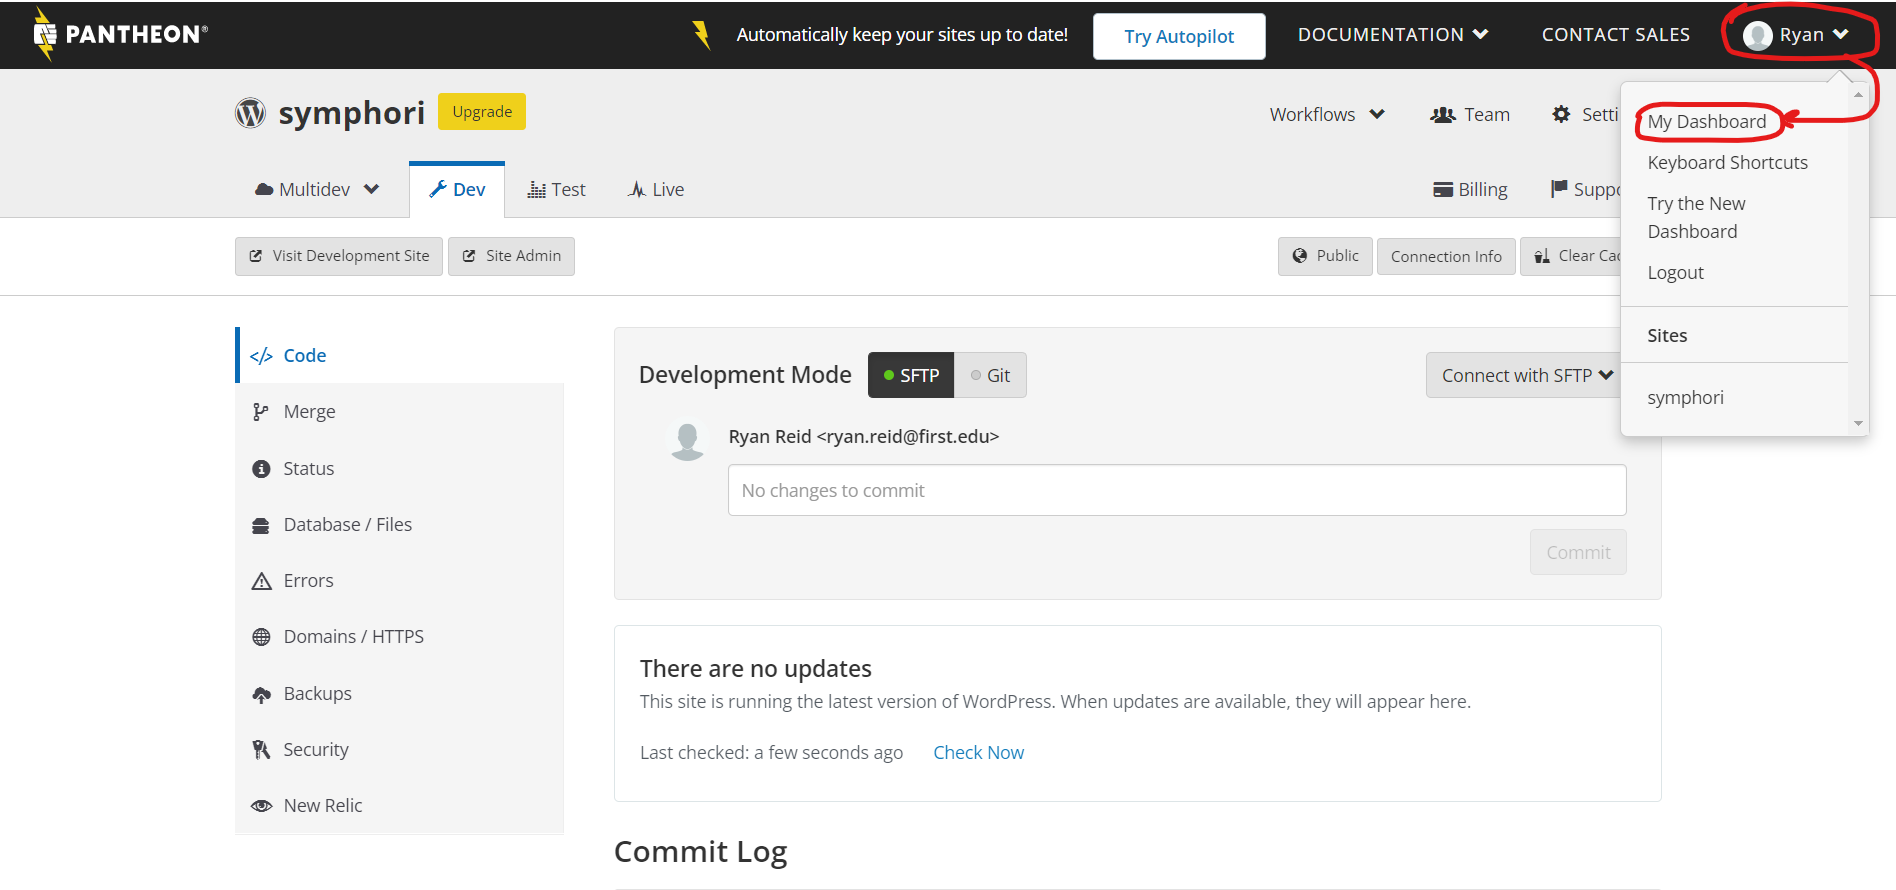 PANTHEON®
Automatically keep your sites up to date!
Try Autopilot
DOCUMENTATION
CONTACT SALES
Ryan
symphori
Upgrade
Workflows
Team
Setti
My Dashboard
Keyboard Shortcuts
Try the New
Dashboard
Logout
Sites
symphori
Multidev
Dev
Test
Live
Billing
Suppo
Visit Development Site
Site Admin
Public
Connection Info
Clear Cac
</> Code
Merge
Status
Database / Files
Errors
Domains / HTTPS
Backups
Security
New Relic
Development Mode
SFTP
Git
Connect with SFTP
Ryan Reid <ryan.reid@first.edu>
No changes to commit
Commit
There are no updates
This site is running the latest version of WordPress. When updates are available, they will appear here.
Last checked: a few seconds ago
Check Now
Commit Log